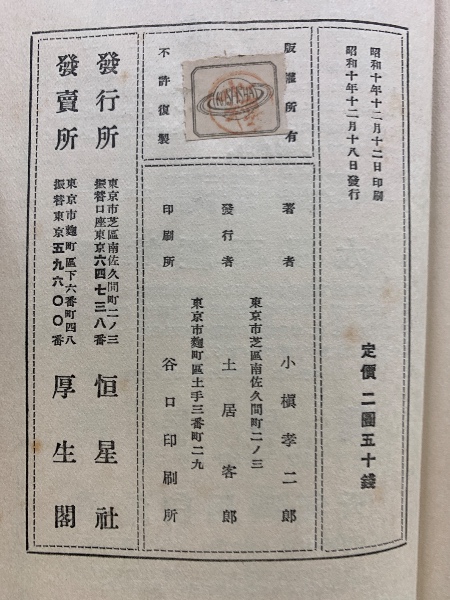 昭和十年十二月十二日印刷
昭和十年十二月十八日發行
定價 二圓五十錢
版權所有
不許復製
著者 小槇孝二郎
東京市芝區南佐久間町二ノ三
發行者 土居客郎
東京市麴町區土手三番町二九
印刷所 谷口印刷所
發行所 東京市芝區南佐久間町二ノ三
振替口座東京六四七三八番 恒星社
發賣所 東京市麴町區下六番町四八
振替東京五九六〇〇番 厚生閣